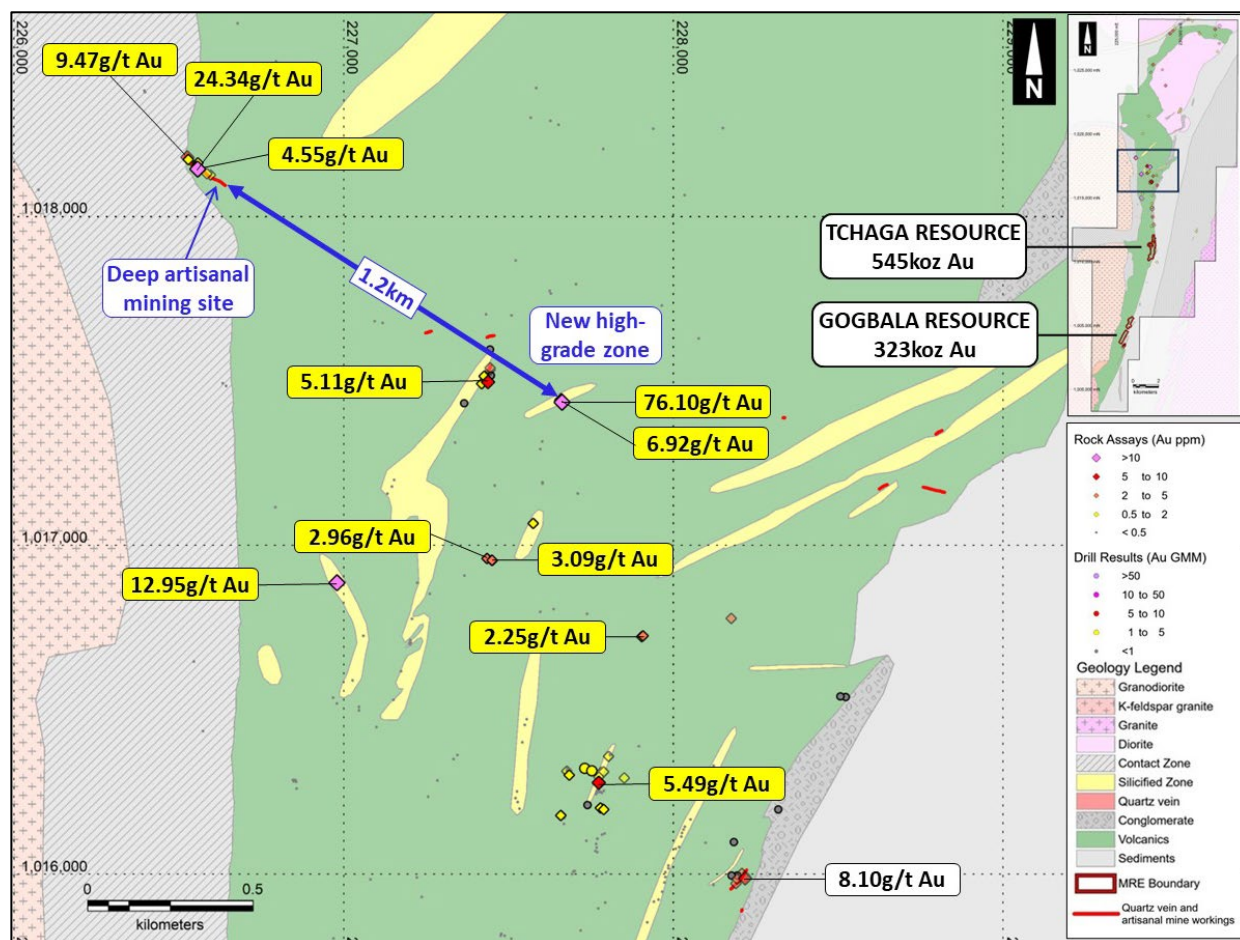 226,000
227,000
228,000
9.47g/t Au
24.34g/t Au
4.55g/t Au
N
1,018,000
Deep artisanal
mining site
1.2km
New high-
grade zone
5.11g/t Au
76.10g/t Au
6.92g/t Au
1,017,000
2.96g/t Au
3.09g/t Au
12.95g/t Au
2.25g/t Au
5.49g/t Au
1,016,000
8.10g/t Au
0 0.5
kilometers
N
TCHAGA RESOURCE
545koz Au
GOGBALA RESOURCE
323koz Au
kilometers
Rock Assays (Au ppm)
>10
5 to 10
2 to 5
0.5 to 2
< 0.5
Drill Results (Au GMM)
>50
10 to 50
5 to 10
1 to 5
<1
Geology Legend
Granodiorite
K-feldspar granite
Granite
Diorite
Contact Zone
Silicified Zone
Quartz vein
Conglomerate
Volcanics
Sediments
MRE Boundary
Quartz vein and
artisanal mine workings